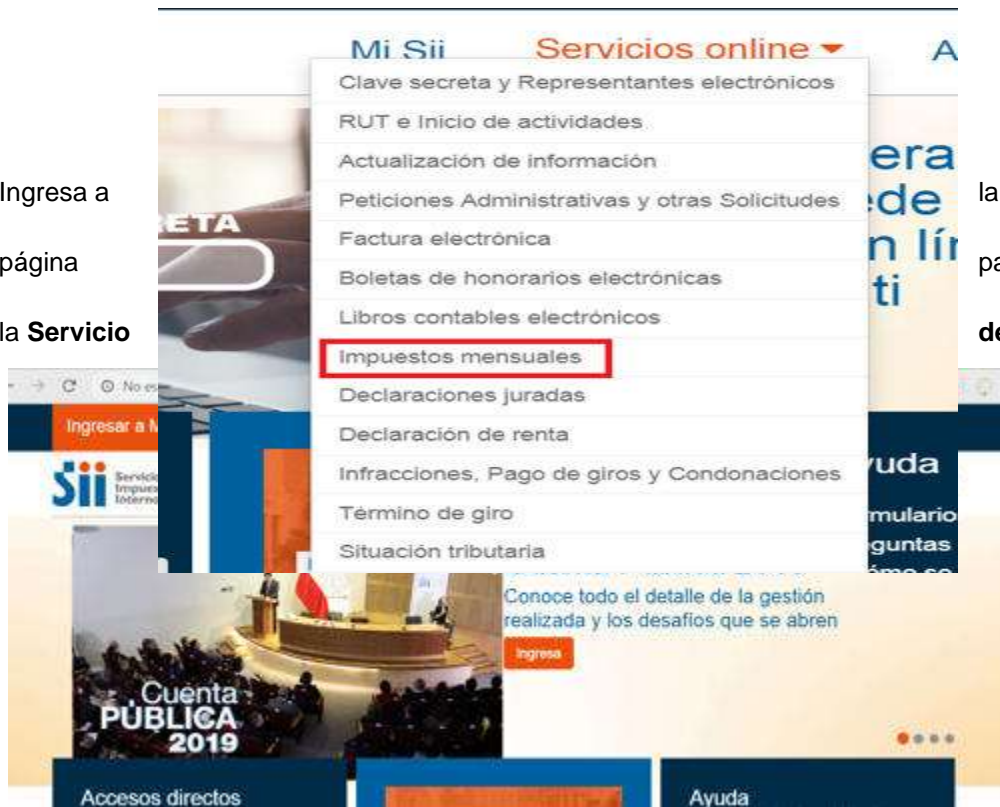 Mi Sii Servicios online
Clave secreta y Representantes electrónicos
RUT e Inicio de actividades
Actualización de información
Peticiones Administrativas y otras Solicitudes
Factura electrónica
Boletas de honorarios electrónicas
Libros contables electrónicos
Impuestos mensuales
Declaraciones juradas
Declaración de renta
Infracciones, Pago de giros y Condonaciones
Término de giro
Situación tributaria
Ingresa a la
página
la Servicio
Ingresar a
Sii
Conoce todo el detalle de la gestión
realizada y los desafíos que se abren
Ingresa
Cuenta
PÚBLICA
2019
Accesos directos
Ayuda